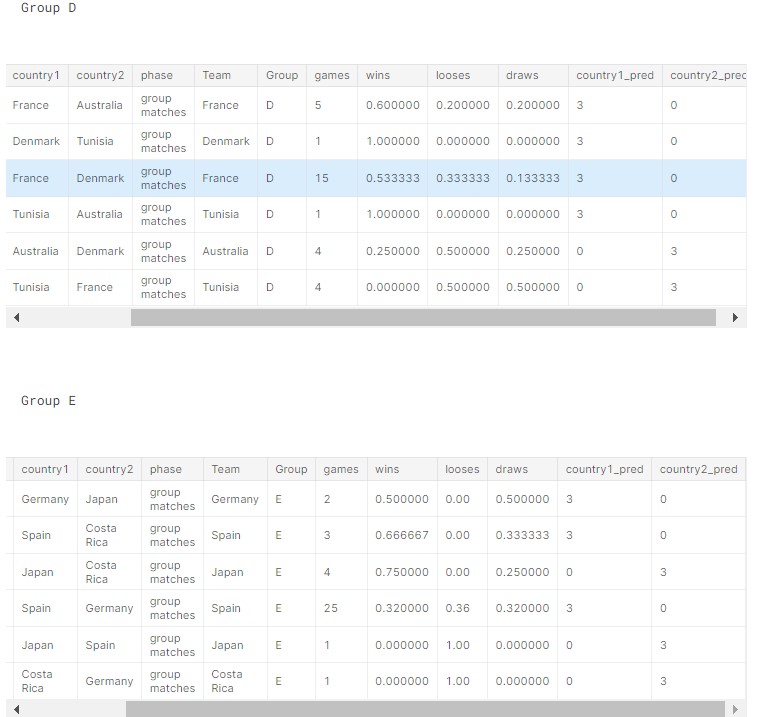 Group D
country1 country2 phase Team Group games wins looses draws country1_pred country2_pred
France Australia group matches France D 5 0.600000 0.200000 0.200000 3 0
Denmark Tunisia group matches Denmark D 1 1.000000 0.000000 0.000000 3 0
France Denmark group matches France D 15 0.533333 0.333333 0.133333 3 0
Tunisia Australia group matches Tunisia D 1 1.000000 0.000000 0.000000 3 0
Australia Denmark group matches Australia D 4 0.250000 0.500000 0.250000 0 3
Tunisia France group matches Tunisia D 4 0.000000 0.500000 0.500000 0 3
Group E
country1 country2 phase Team Group games wins looses draws country1_pred country2_pred
Germany Japan group matches Germany E 2 0.500000 0.00 0.500000 3 0
Spain Costa Rica group matches Spain E 3 0.666667 0.00 0.333333 3 0
Japan Costa Rica group matches Japan E 4 0.750000 0.00 0.250000 0 3
Spain Germany group matches Spain E 25 0.320000 0.36 0.320000 3 0
Japan Spain group matches Japan E 1 0.000000 1.00 0.000000 0 3
Costa Rica Germany group matches Costa Rica E 1 0.000000 1.00 0.000000 0 3